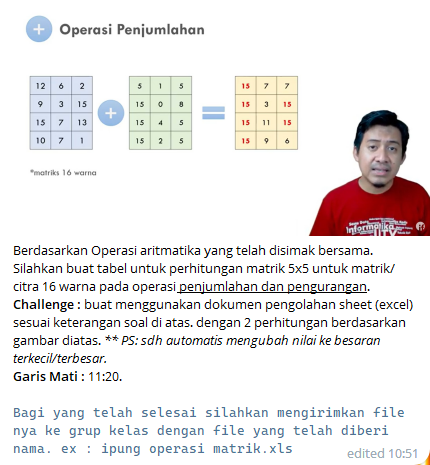 + Operasi Penjumlahan
12 6 2 5 1 5 15 7 7
9 3 15 + 15 0 8 = 15 3 15
15 7 13 15 4 5 15 11 15
10 7 1 15 2 5 15 9 6
*matriks 16 warna
Informatika
UTY
Berdasarkan Operasi aritmatika yang telah disimak bersama.
Silahkan buat tabel untuk perhitungan matrik 5x5 untuk matrik/
citra 16 warna pada operasi penjumlahan dan pengurangan.
Challenge : buat menggunakan dokumen pengolahan sheet (excel)
sesuai keterangan soal di atas. dengan 2 perhitungan berdasarkan
gambar diatas. ** PS: sdh automatis mengubah nilai ke besaran
terkecil/terbesar.
Garis Mati : 11:20.
Bagi yang telah selesai silahkan mengirimkan file
nya ke grup kelas dengan file yang telah diberi
nama. ex : ipung operasi matrik.xls
edited 10:51